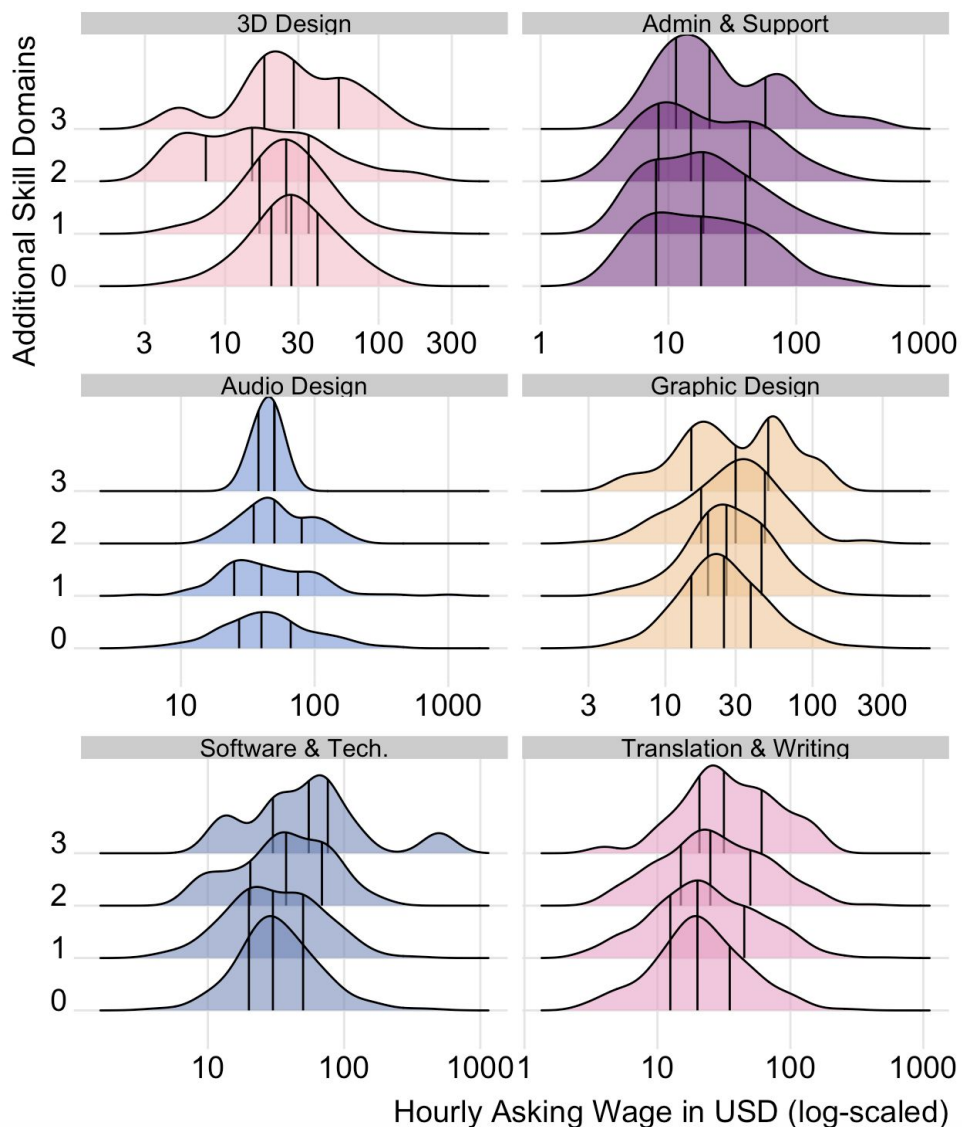 3D Design
Admin & Support
Additional Skill Domains
3
2
1
0
3 10 30 100 300
1 10 100 1000
Audio Design
Graphic Design
3
2
1
0
10 100 1000
3 10 30 100 300
Software & Tech.
Translation & Writing
3
2
1
0
10 100 1000
1 10 100 1000
Hourly Asking Wage in USD (log-scaled)